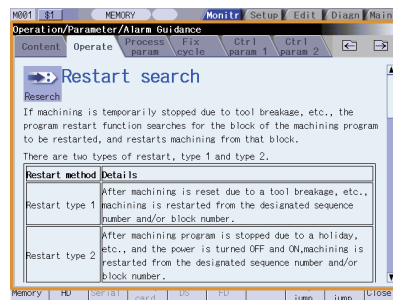 M001 $1 MEMORY Monitr Setup Edit Diagn Main
Operation/Parameter/Alarm Guidance
Content Operate Process param Fix cycle Ctrl param 1 Ctrl param 2
Restart search
Reserch
If machining is temporarily stopped due to tool breakage, etc., the
program restart function searches for the block of the machining program
to be restarted, and restarts machining from that block.
There are two types of restart, type 1 and type 2.
Restart method Details
Restart type 1 After machining is reset due to a tool breakage, etc.,
machining is restarted from the designated sequence
number and/or block number.
Restart type 2 After machining program is stopped due to a holiday,
etc., and the power is turned OFF and ON,machining is
restarted from the designated sequence number and/or
block number.
Memory HD Serial card DS FD jump jump Close